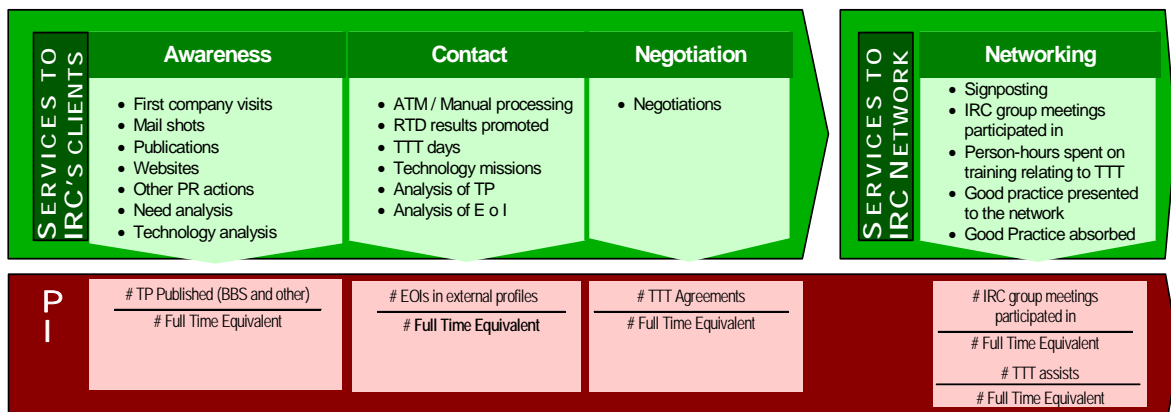 SERVICES TO
IRC'S CLIENTS
Awareness
• First company visits
• Mail shots
• Publications
• Websites
• Other PR actions
• Need analysis
• Technology analysis
Contact
• ATM / Manual processing
• RTD results promoted
• TTT days
• Technology missions
• Analysis of TP
• Analysis of E o I
Negotiation
• Negotiations
SERVICES TO
IRC NETWORK
Networking
• Signposting
• IRC group meetings
participated in
• Person-hours spent on
training relating to TTT
• Good practice presented
to the network
• Good Practice absorbed
P
I
# TP Published (BBS and other)
# Full Time Equivalent
# EOIs in external profiles
# Full Time Equivalent
# TTT Agreements
# Full Time Equivalent
# IRC group meetings
participated in
# Full Time Equivalent
# TTT assists
# Full Time Equivalent